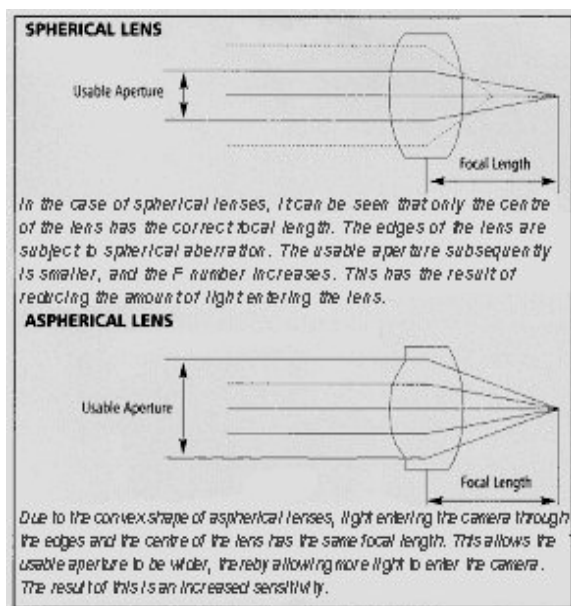 SPHERICAL LENS
Usable Aperture
Focal Length
In the case of spherical lenses, it can be seen that only the centre
of the lens has the correct focal length. The edges of the lens are
subject to spherical aberration. The usable aperture subsequently
is smaller, and the F number increases. This has the result of
reducing the amount of light entering the lens.
ASPHERICAL LENS
Usable Aperture
Focal Length
Due to the convex shape of aspherical lenses, light entering the camera through
the edges and the centre of the lens has the same focal length. This allows the
usable aperture to be wider, thereby allowing more light to enter the camera.
The result of this is an increased sensitivity.